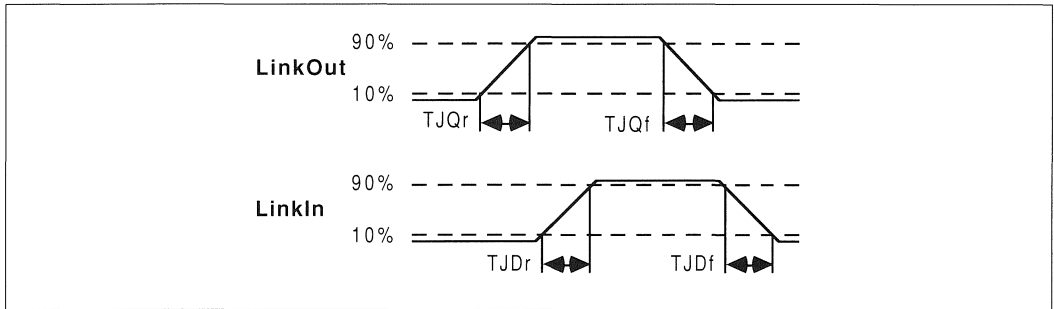 90%
LinkOut
10%
TJQr
TJQf
90%
LinkIn
10%
TJDr
TJDf